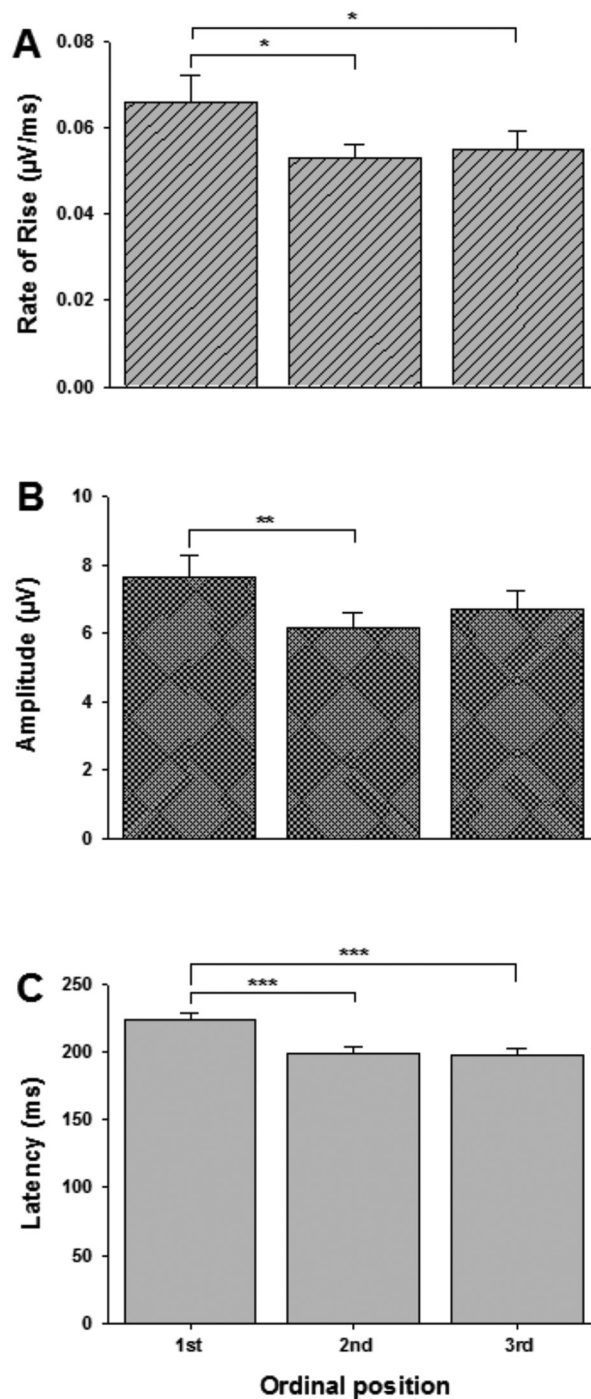 A
Rate of Rise (µV/ms)
0.08
0.06
0.04
0.02
0.00
*
*
B
Amplitude (µV)
10
8
6
4
2
0
**
C
Latency (ms)
250
200
150
100
50
0
***
***
1st 2nd 3rd
Ordinal position